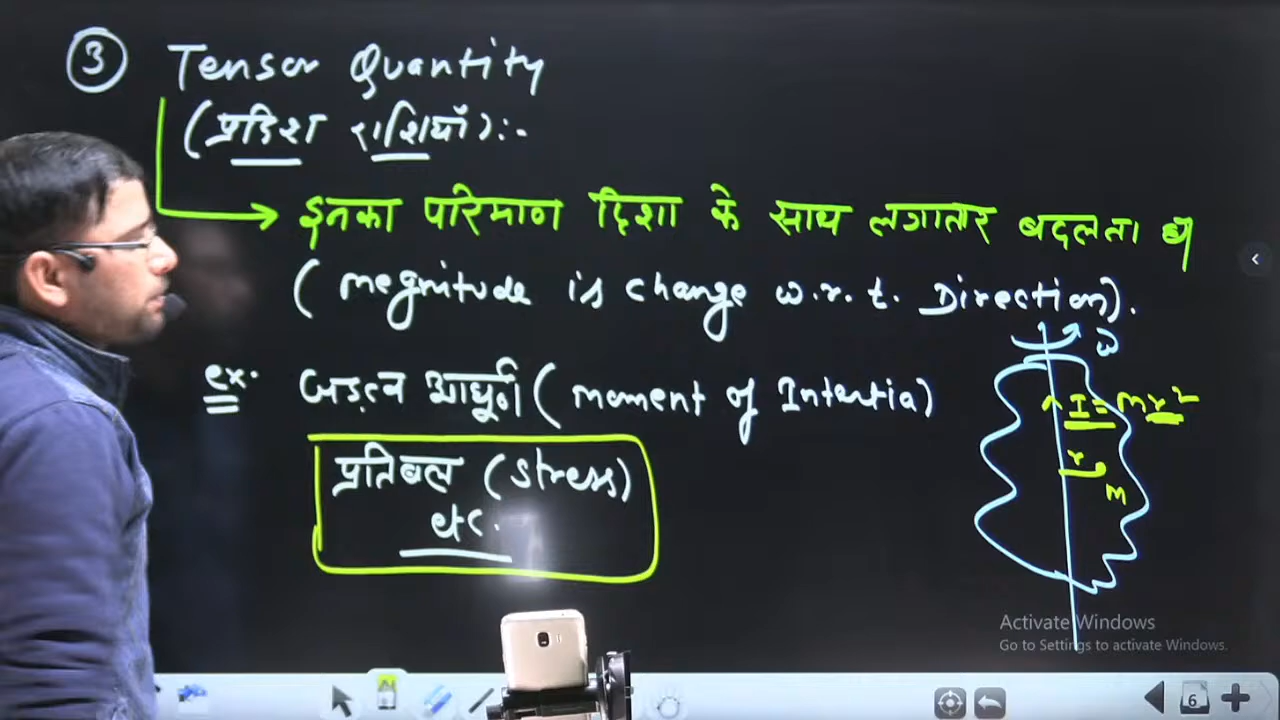 3 Tensor Quantity
(प्रदिश राशियाँ):-
इनका परिमाण दिशा के साथ लगातार बदलता
(megnitude is change w.r.t. Direction).
ω
ex. जड़त्व आघूर्ण (moment of Intertia)
I = mr²
r
m
प्रतिबल (stress)
etc.
Activate Windows
Go to Settings to activate Windows.
6